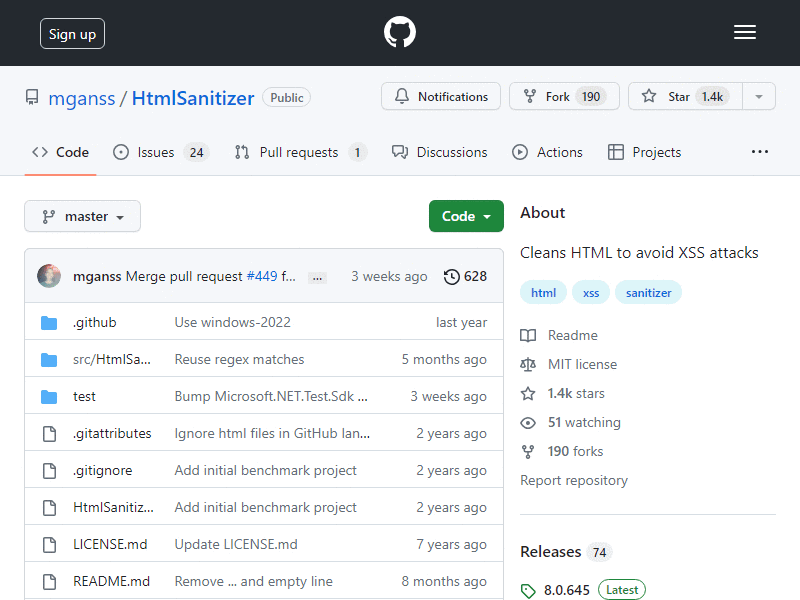 Sign up
mganss / HtmlSanitizer Public
Notifications Fork 190 Star 1.4k
Code Issues 24 Pull requests 1 Discussions Actions Projects ...
master Code
mganss Merge pull request #449 f... ... 3 weeks ago 628
.github Use windows-2022 last year
src/HtmlSa... Reuse regex matches 5 months ago
test Bump Microsoft.NET.Test.Sdk ... 3 weeks ago
.gitattributes Ignore html files in GitHub lan... 2 years ago
.gitignore Add initial benchmark project 2 years ago
HtmlSanitiz... Add initial benchmark project 2 years ago
LICENSE.md Update LICENSE.md 7 years ago
README.md Remove ... and empty line 8 months ago
About
Cleans HTML to avoid XSS attacks
html xss sanitizer
Readme
MIT license
1.4k stars
51 watching
190 forks
Report repository
Releases 74
8.0.645 Latest